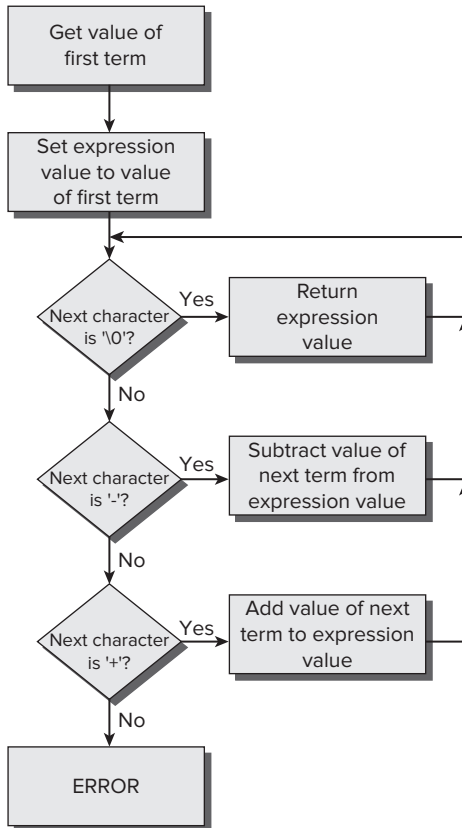 Get value of
first term
Set expression
value to value
of first term
Next character
is '\0'?
Yes
Return
expression
value
No
Next character
is '-'?
Yes
Subtract value of
next term from
expression value
No
Next character
is '+'?
Yes
Add value of next
term to expression
value
No
ERROR